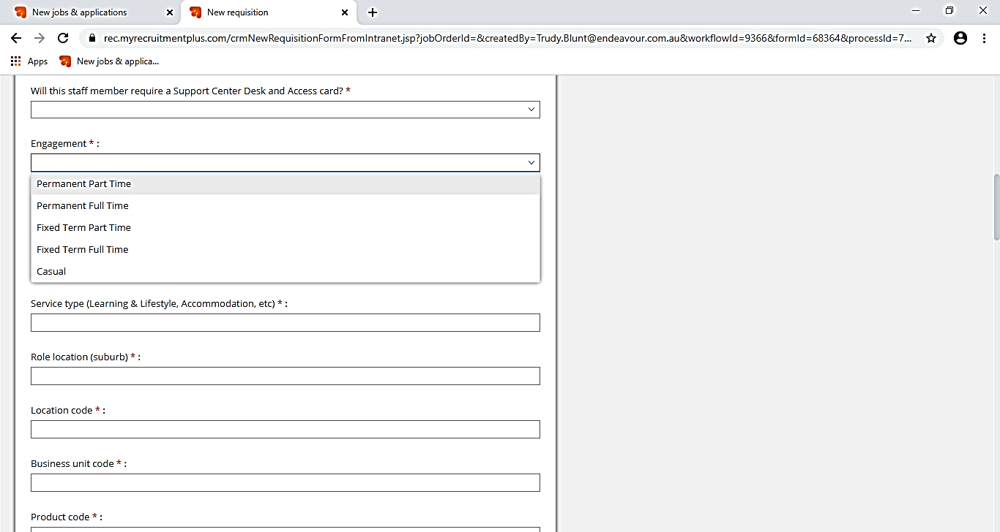 New jobs & applications
New requisition
rec.myrecruitmentplus.com/crmNewRequisitionFormFromIntranet.jsp?jobOrderId=&createdBy=Trudy.Blunt@endeavour.com.au&workflowId=9366&formId=68364&processId=7...
Apps
New jobs & applica...
Will this staff member require a Support Center Desk and Access card? *
Engagement * :
Permanent Part Time
Permanent Full Time
Fixed Term Part Time
Fixed Term Full Time
Casual
Service type (Learning & Lifestyle, Accommodation, etc) * :
Role location (suburb) * :
Location code * :
Business unit code * :
Product code * :